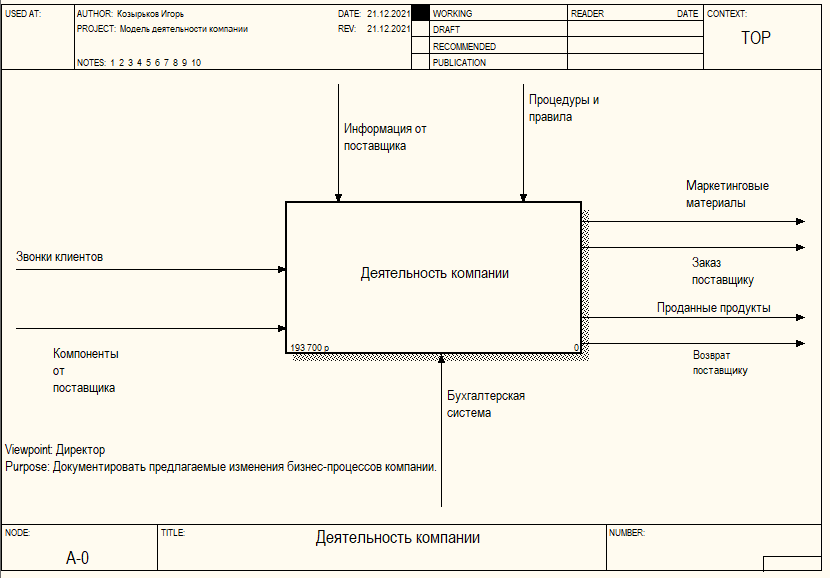 USED AT:
AUTHOR: Козырьков Игорь
DATE: 21.12.2021
WORKING
READER
DATE
CONTEXT:
PROJECT: Модель деятельности компании
REV: 21.12.2021
DRAFT
TOP
RECOMMENDED
NOTES: 1 2 3 4 5 6 7 8 9 10
PUBLICATION
Процедуры и
правила
Информация от
поставщика
Маркетинговые
материалы
Звонки клиентов
Деятельность компании
Заказ
поставщику
Проданные продукты
193 700 р
0
Компоненты
от
поставщика
Возврат
поставщику
Бухгалтерская
система
Viewpoint: Директор
Purpose: Документировать предлагаемые изменения бизнес-процессов компании.
NODE:
TITLE:
NUMBER:
A-0
Деятельность компании